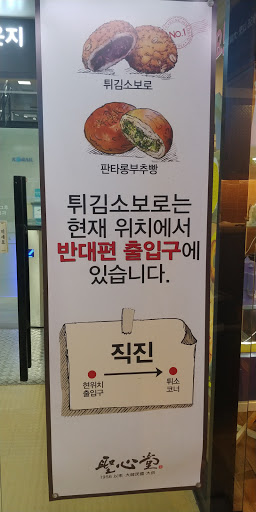 NO.1
튀김소보로
판타롱부추빵
튀김소보로는
현재 위치에서
반대편 출입구에
있습니다.
직진
현위치
출입구
튀소
코너
聖心堂